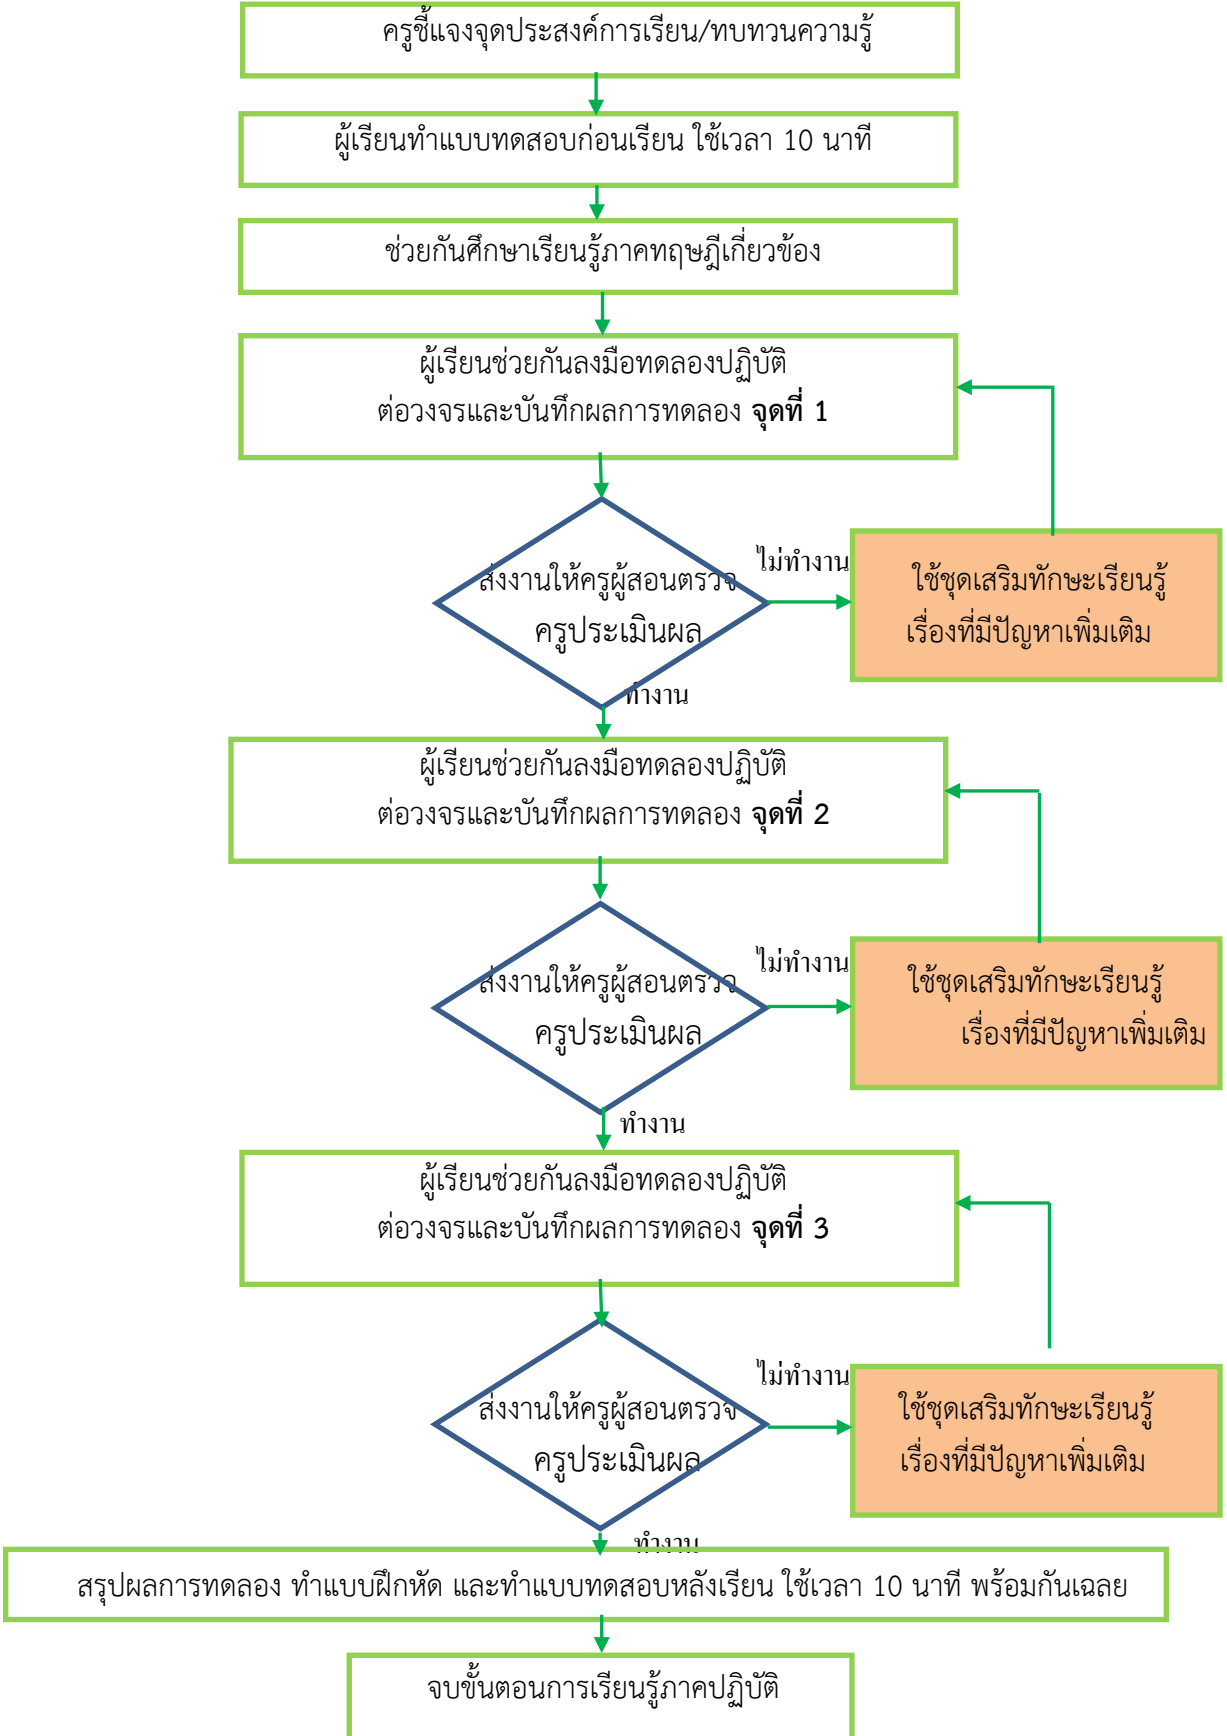 ครูชี้แจงจุดประสงค์การเรียน/ทบทวนความรู้
ผู้เรียนทำแบบทดสอบก่อนเรียน ใช้เวลา 10 นาที
ช่วยกันศึกษาเรียนรู้ภาคทฤษฎีเกี่ยวข้อง
ผู้เรียนช่วยกันลงมือทดลองปฏิบัติ
ต่อวงจรและบันทึกผลการทดลอง จุดที่ 1
ไม่ทำงาน
ส่งงานให้ครูผู้สอนตรวจ
ครูประเมินผล
ใช้ชุดเสริมทักษะเรียนรู้
เรื่องที่มีปัญหาเพิ่มเติม
ทำงาน
ผู้เรียนช่วยกันลงมือทดลองปฏิบัติ
ต่อวงจรและบันทึกผลการทดลอง จุดที่ 2
ไม่ทำงาน
ส่งงานให้ครูผู้สอนตรวจ
ครูประเมินผล
ใช้ชุดเสริมทักษะเรียนรู้
เรื่องที่มีปัญหาเพิ่มเติม
ทำงาน
ผู้เรียนช่วยกันลงมือทดลองปฏิบัติ
ต่อวงจรและบันทึกผลการทดลอง จุดที่ 3
ไม่ทำงาน
ส่งงานให้ครูผู้สอนตรวจ
ครูประเมินผล
ใช้ชุดเสริมทักษะเรียนรู้
เรื่องที่มีปัญหาเพิ่มเติม
ทำงาน
สรุปผลการทดลอง ทำแบบฝึกหัด และทำแบบทดสอบหลังเรียน ใช้เวลา 10 นาที พร้อมกันเฉลย
จบขั้นตอนการเรียนรู้ภาคปฏิบัติ